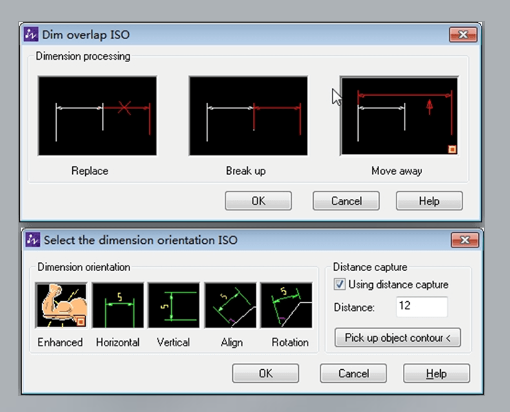 Dim overlap ISO
Dimension processing
Replace
Break up
Move away
OK
Cancel
Help
Select the dimension orientation ISO
Dimension orientation
5
5
5
5
Enhanced
Horizontal
Vertical
Align
Rotation
Distance capture
Using distance capture
Distance: 12
Pick up object contour <
OK
Cancel
Help